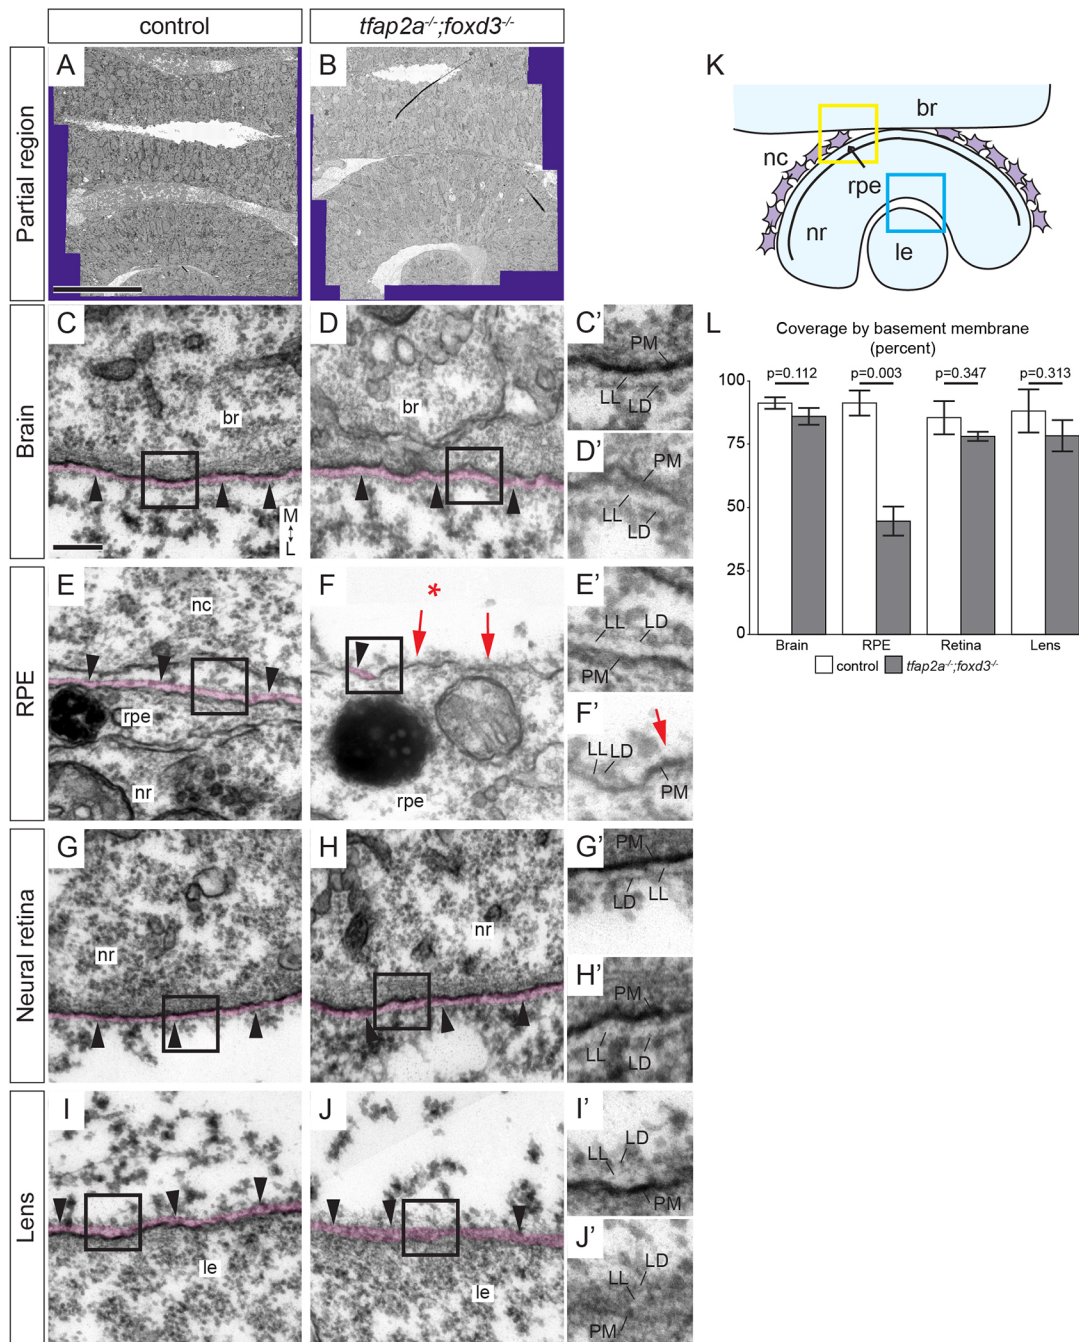 control
tfap2a-/-;foxd3-/-
Partial region
A
B
K
br
nc
rpe
nr
le
Brain
C
br
M
L
D
br
C'
PM
LL
LD
D'
PM
LL
LD
L
Coverage by basement membrane
(percent)
p=0.112
p=0.003
p=0.347
p=0.313
100
75
50
25
0
Brain
RPE
Retina
Lens
control
tfap2a-/-;foxd3-/-
RPE
E
nc
rpe
nr
F
*
rpe
E'
LL
LD
PM
F'
LL
LD
PM
Neural retina
G
nr
H
nr
G'
PM
LD
LL
H'
PM
LL
LD
Lens
I
le
J
le
I'
LD
LL
PM
J'
LD
LL
PM